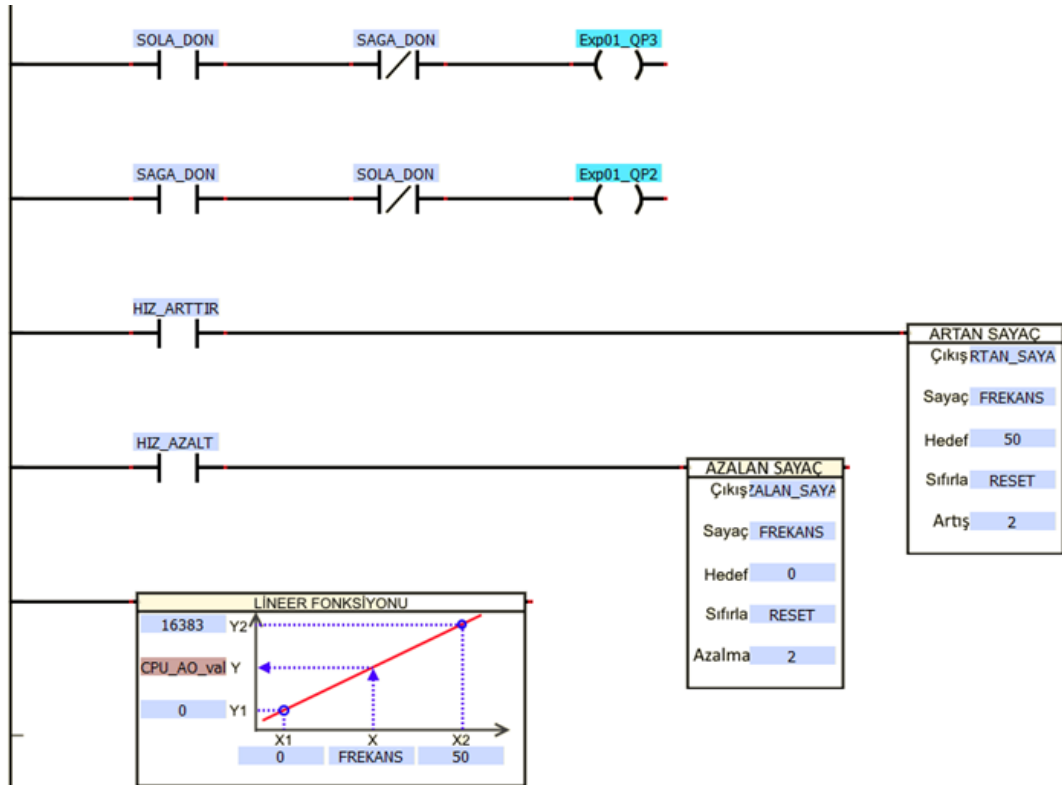 SOLA_DON SAGA_DON Exp01_QP3
SAGA_DON SOLA_DON Exp01_QP2
HIZ_ARTTIR
ARTAN SAYAÇ
Çıkış RTAN_SAYA
Sayaç FREKANS
Hedef 50
Sıfırla RESET
Artış 2
HIZ_AZALT
AZALAN SAYAÇ
Çıkış ZALAN_SAYA
Sayaç FREKANS
Hedef 0
Sıfırla RESET
Azalma 2
LİNEER FONKSİYONU
16383 Y2
CPU_AO_val Y
0 Y1
X1 X X2
0 FREKANS 50